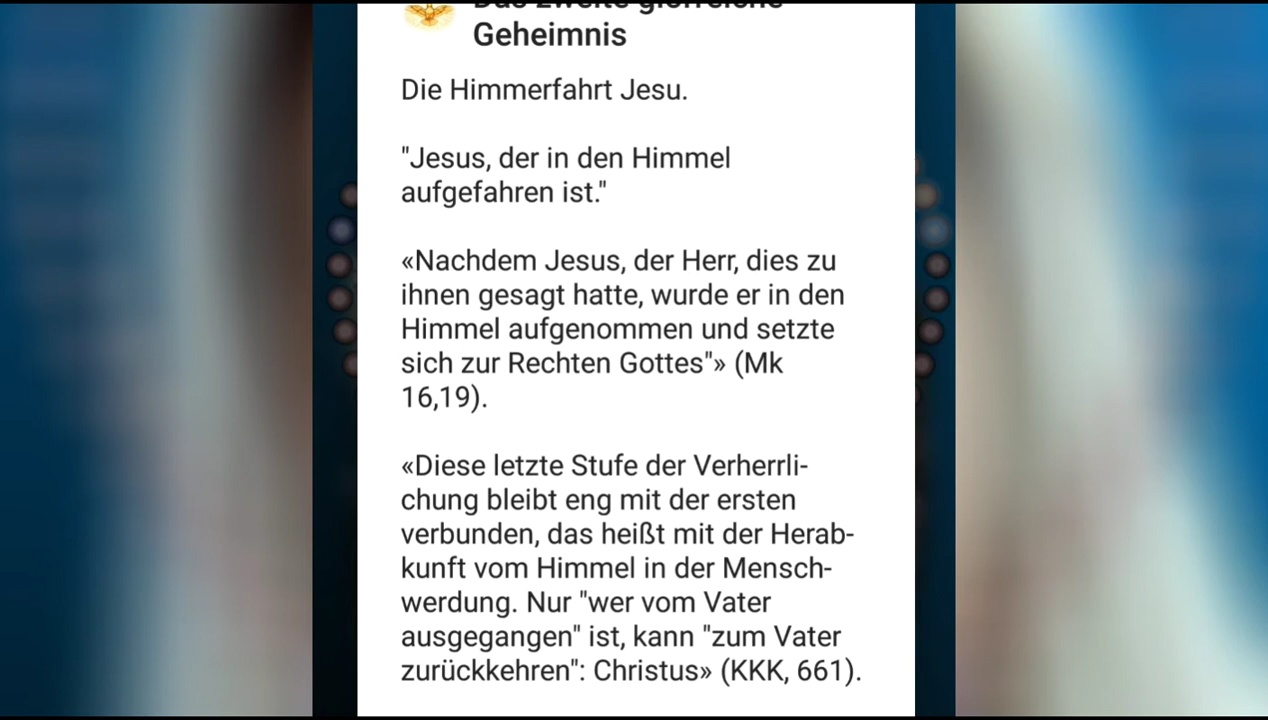 Das zweite glorreiche
Geheimnis
Die Himmerfahrt Jesu.
"Jesus, der in den Himmel
aufgefahren ist."
«Nachdem Jesus, der Herr, dies zu
ihnen gesagt hatte, wurde er in den
Himmel aufgenommen und setzte
sich zur Rechten Gottes"» (Mk
16,19).
«Diese letzte Stufe der Verherrli-
chung bleibt eng mit der ersten
verbunden, das heißt mit der Herab-
kunft vom Himmel in der Mensch-
werdung. Nur "wer vom Vater
ausgegangen" ist, kann "zum Vater
zurückkehren": Christus» (KKK, 661).